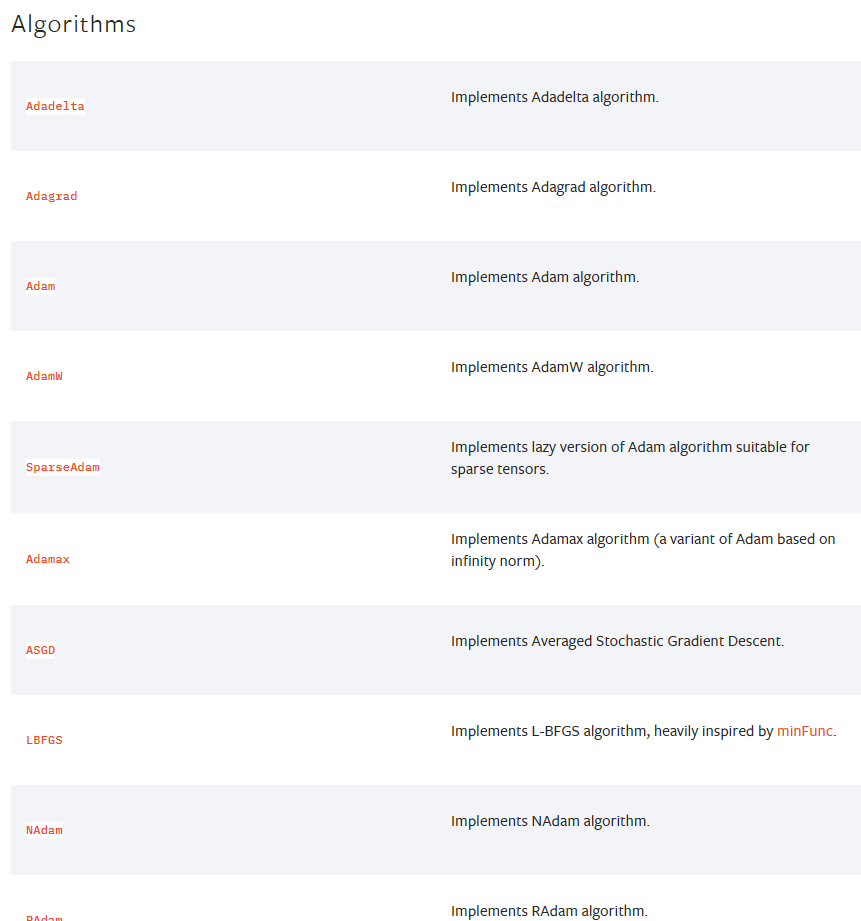 Algorithms
Adadelta
Implements Adadelta algorithm.
Adagrad
Implements Adagrad algorithm.
Adam
Implements Adam algorithm.
AdamW
Implements AdamW algorithm.
SparseAdam
Implements lazy version of Adam algorithm suitable for
sparse tensors.
Adamax
Implements Adamax algorithm (a variant of Adam based on
infinity norm).
ASGD
Implements Averaged Stochastic Gradient Descent.
LBFGS
Implements L-BFGS algorithm, heavily inspired by minFunc.
NAdam
Implements NAdam algorithm.
RAdam
Implements RAdam algorithm.